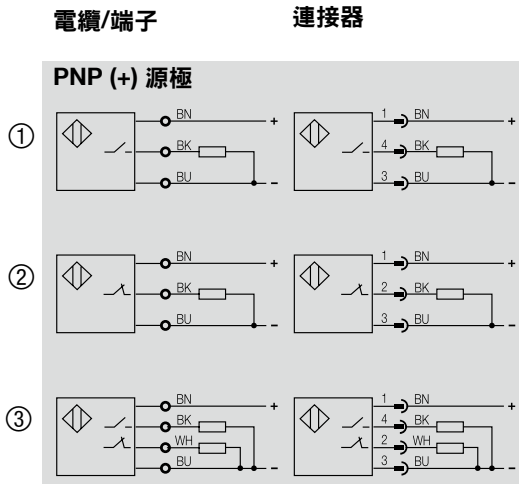 電纜/端子 連接器
PNP (+) 源極
①
BN + 1 BN +
BK 4 BK
BU - 3 BU -
②
BN + 1 BN +
BK 2 BK
BU - 3 BU -
③
BN + 1 BN +
BK 4 BK
WH 2 WH
BU - 3 BU -